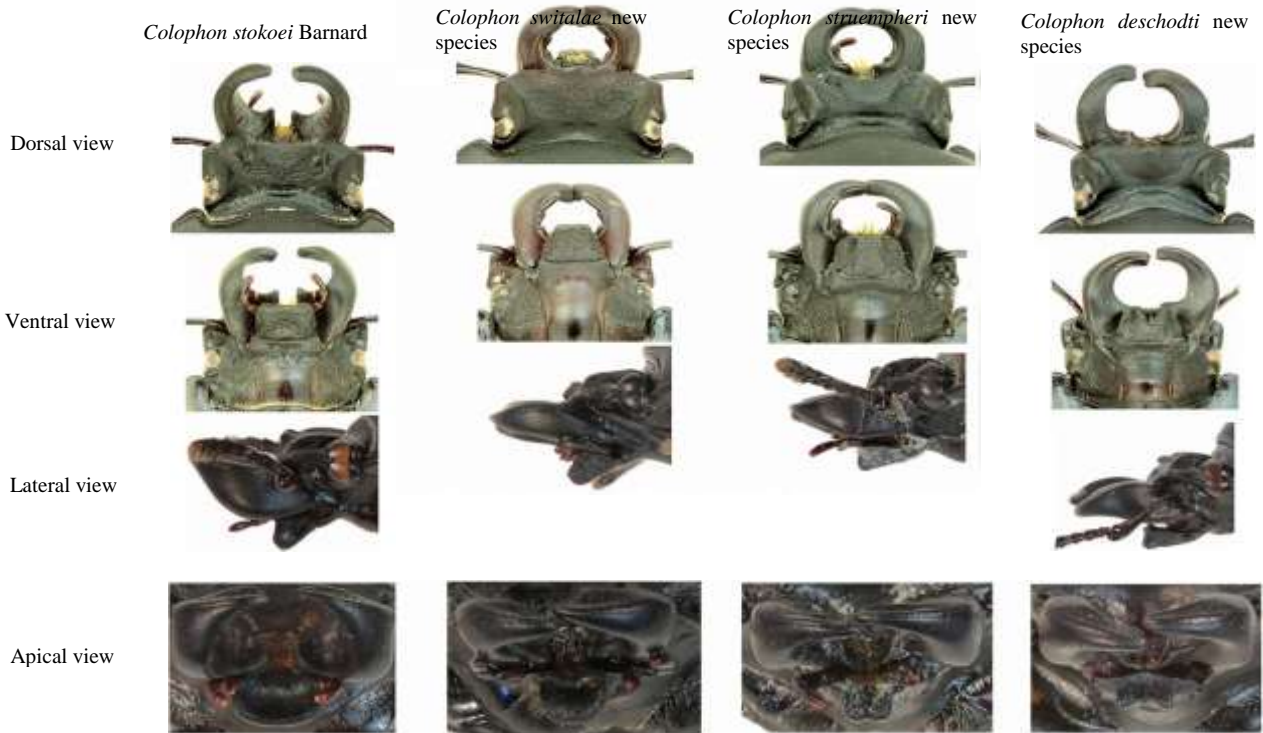 Colophon stokoei Barnard
Colophon switalae new
species
Colophon struempheri new
species
Colophon deschodti new
species
Dorsal view
Ventral view
Lateral view
Apical view